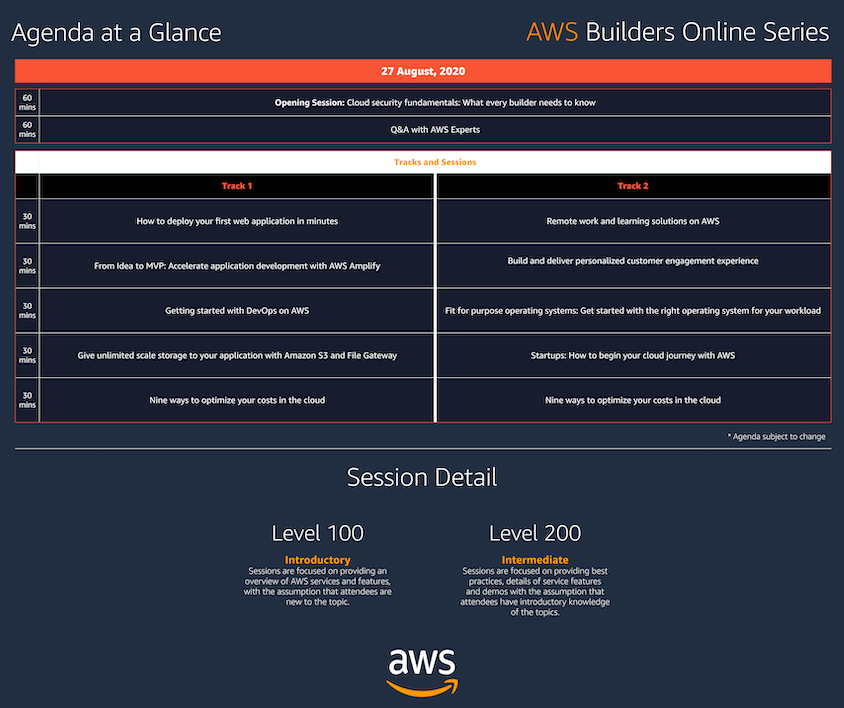 Agenda at a Glance
AWS Builders Online Series
27 August, 2020
60
mins
Opening Session: Cloud security fundamentals: What every builder needs to know
60
mins
Q&A with AWS Experts
Tracks and Sessions
Track 1
Track 2
30
mins
How to deploy your first web application in minutes
Remote work and learning solutions on AWS
30
mins
From Idea to MVP: Accelerate application development with AWS Amplify
Build and deliver personalized customer engagement experience
30
mins
Getting started with DevOps on AWS
Fit for purpose operating systems: Get started with the right operating system for your workload
30
mins
Give unlimited scale storage to your application with Amazon S3 and File Gateway
Startups: How to begin your cloud journey with AWS
30
mins
Nine ways to optimize your costs in the cloud
Nine ways to optimize your costs in the cloud
* Agenda subject to change
Session Detail
Level 100
Introductory
Sessions are focused on providing an
overview of AWS services and features,
with the assumption that attendees are
new to the topic.
Level 200
Intermediate
Sessions are focused on providing best
practices, details of service features
and demos with the assumption that
attendees have introductory knowledge
of the topics.
aws